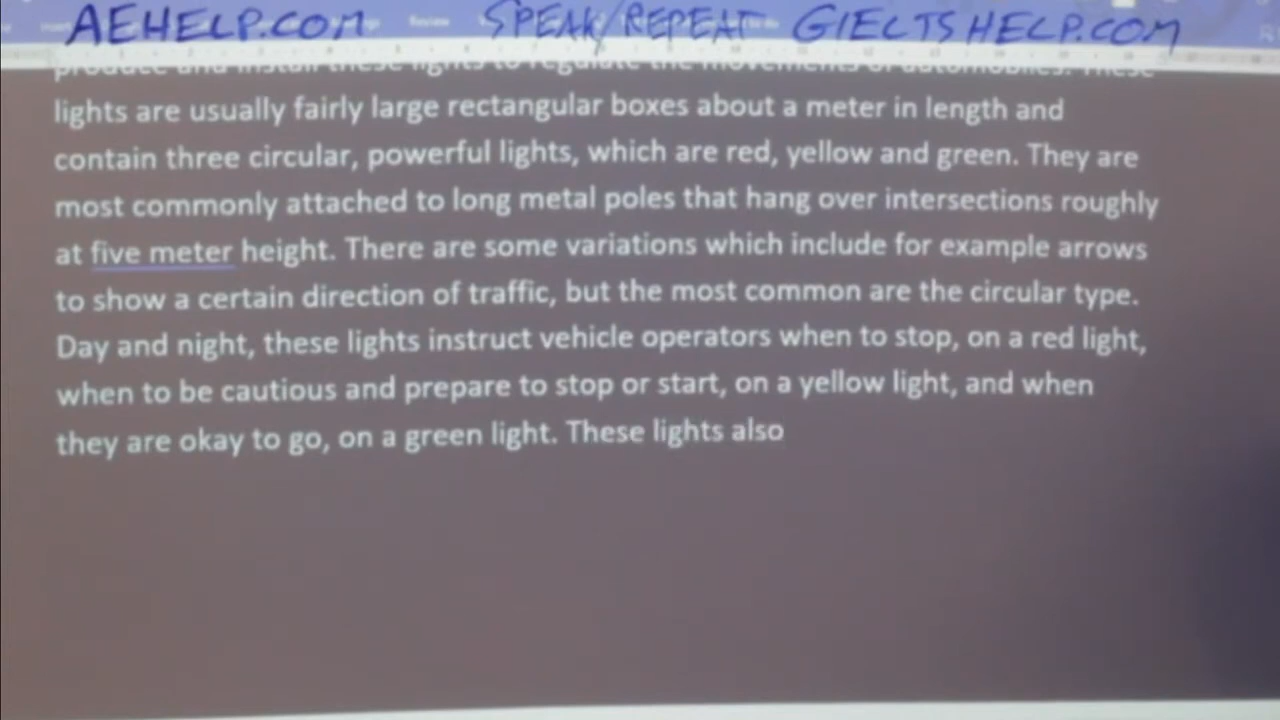 AEHELP.COM SPEAK/REPEAT GIELTSHELP.COM
Review
produce and install these lights to regulate the movements of automobiles. These
lights are usually fairly large rectangular boxes about a meter in length and
contain three circular, powerful lights, which are red, yellow and green. They are
most commonly attached to long metal poles that hang over intersections roughly
at five meter height. There are some variations which include for example arrows
to show a certain direction of traffic, but the most common are the circular type.
Day and night, these lights instruct vehicle operators when to stop, on a red light,
when to be cautious and prepare to stop or start, on a yellow light, and when
they are okay to go, on a green light. These lights also